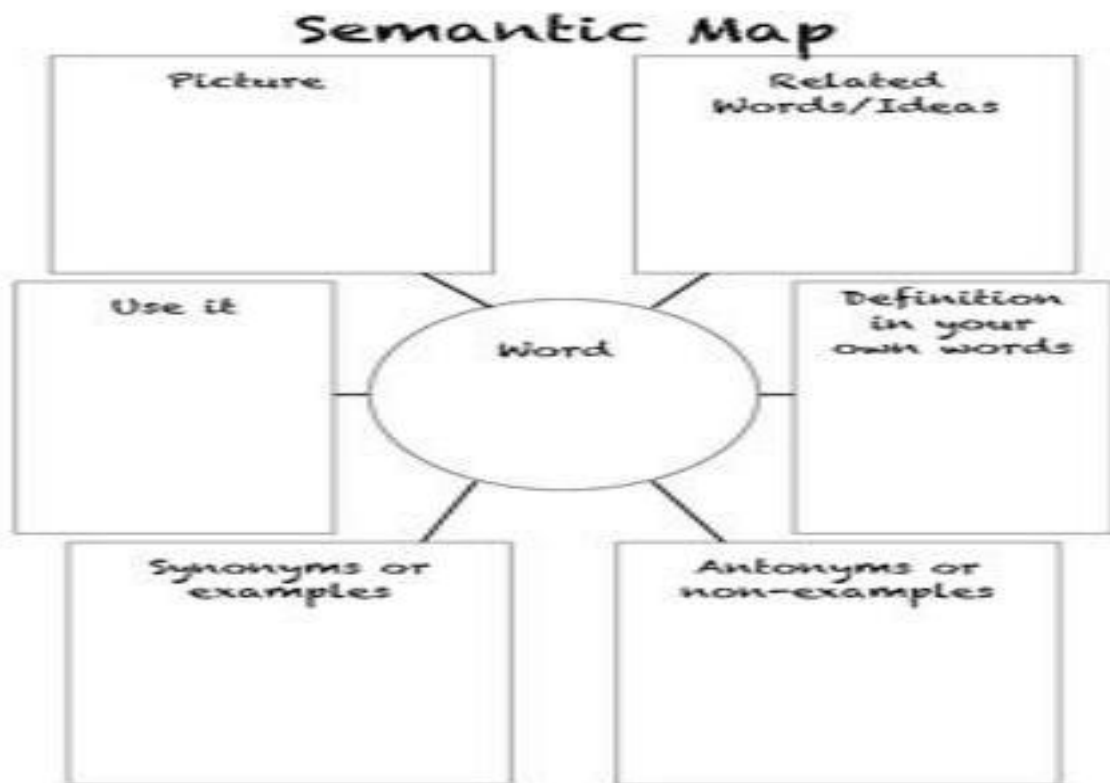 Semantic Map
Picture
Related
Words/Ideas
Use it
Word
Definition
in your
own words
Synonyms or
examples
Antonyms or
non-examples